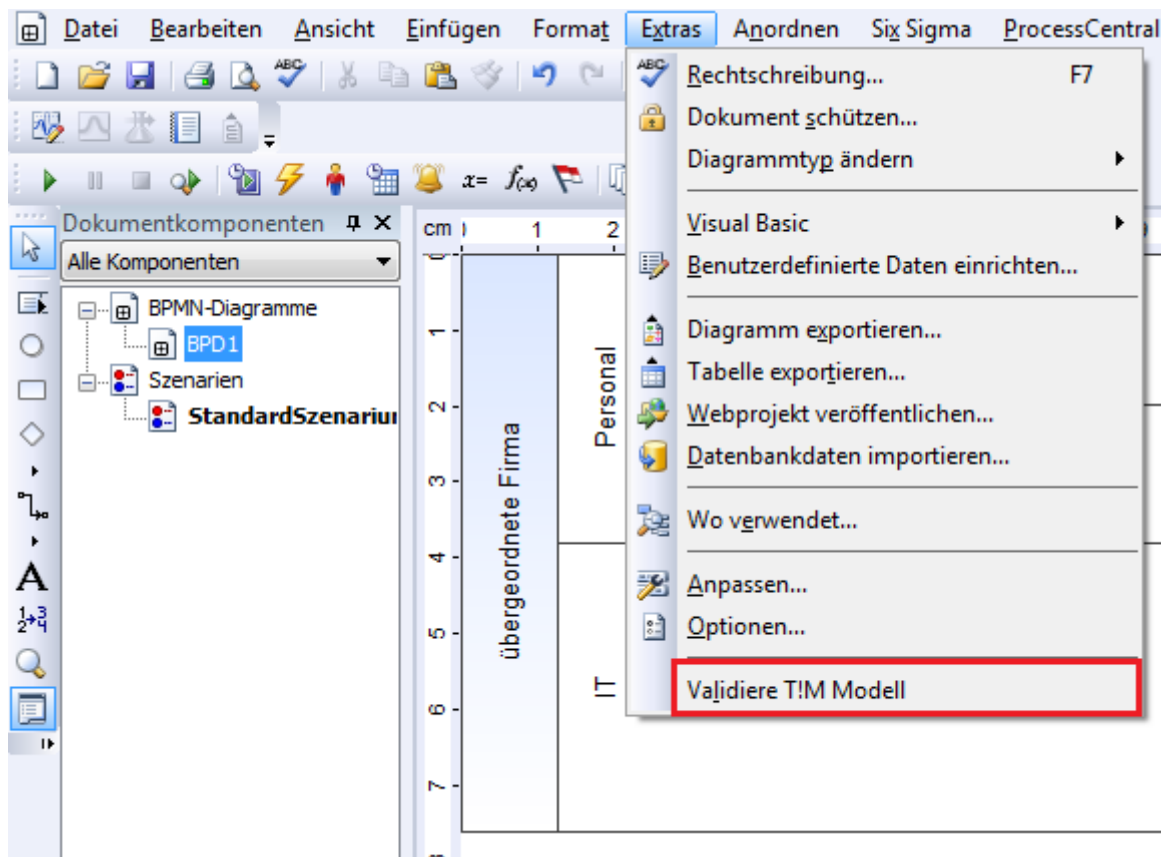 Datei Bearbeiten Ansicht Einfügen Format Extras Anordnen Six Sigma ProcessCentral
ABC
x= f(x)
Dokumentkomponenten
Alle Komponenten
BPMN-Diagramme
BPD1
Szenarien
StandardSzenariu
A
cm 1 2
1
2
3
4
5
6
7
übergeordnete Firma
Personal
IT
ABC Rechtschreibung... F7
Dokument schützen...
Diagrammtyp ändern
Visual Basic
Benutzerdefinierte Daten einrichten...
Diagramm exportieren...
Tabelle exportieren...
Webprojekt veröffentlichen...
Datenbankdaten importieren...
Wo verwendet...
Anpassen...
Optionen...
Validiere T!M Modell